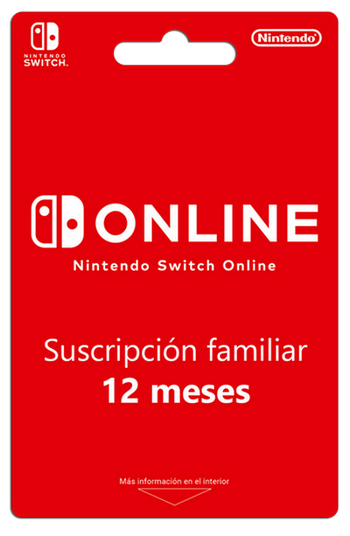 NINTENDO
SWITCH.
Nintendo
ONLINE
Nintendo Switch Online
Suscripción familiar
12 meses
Más información en el interior